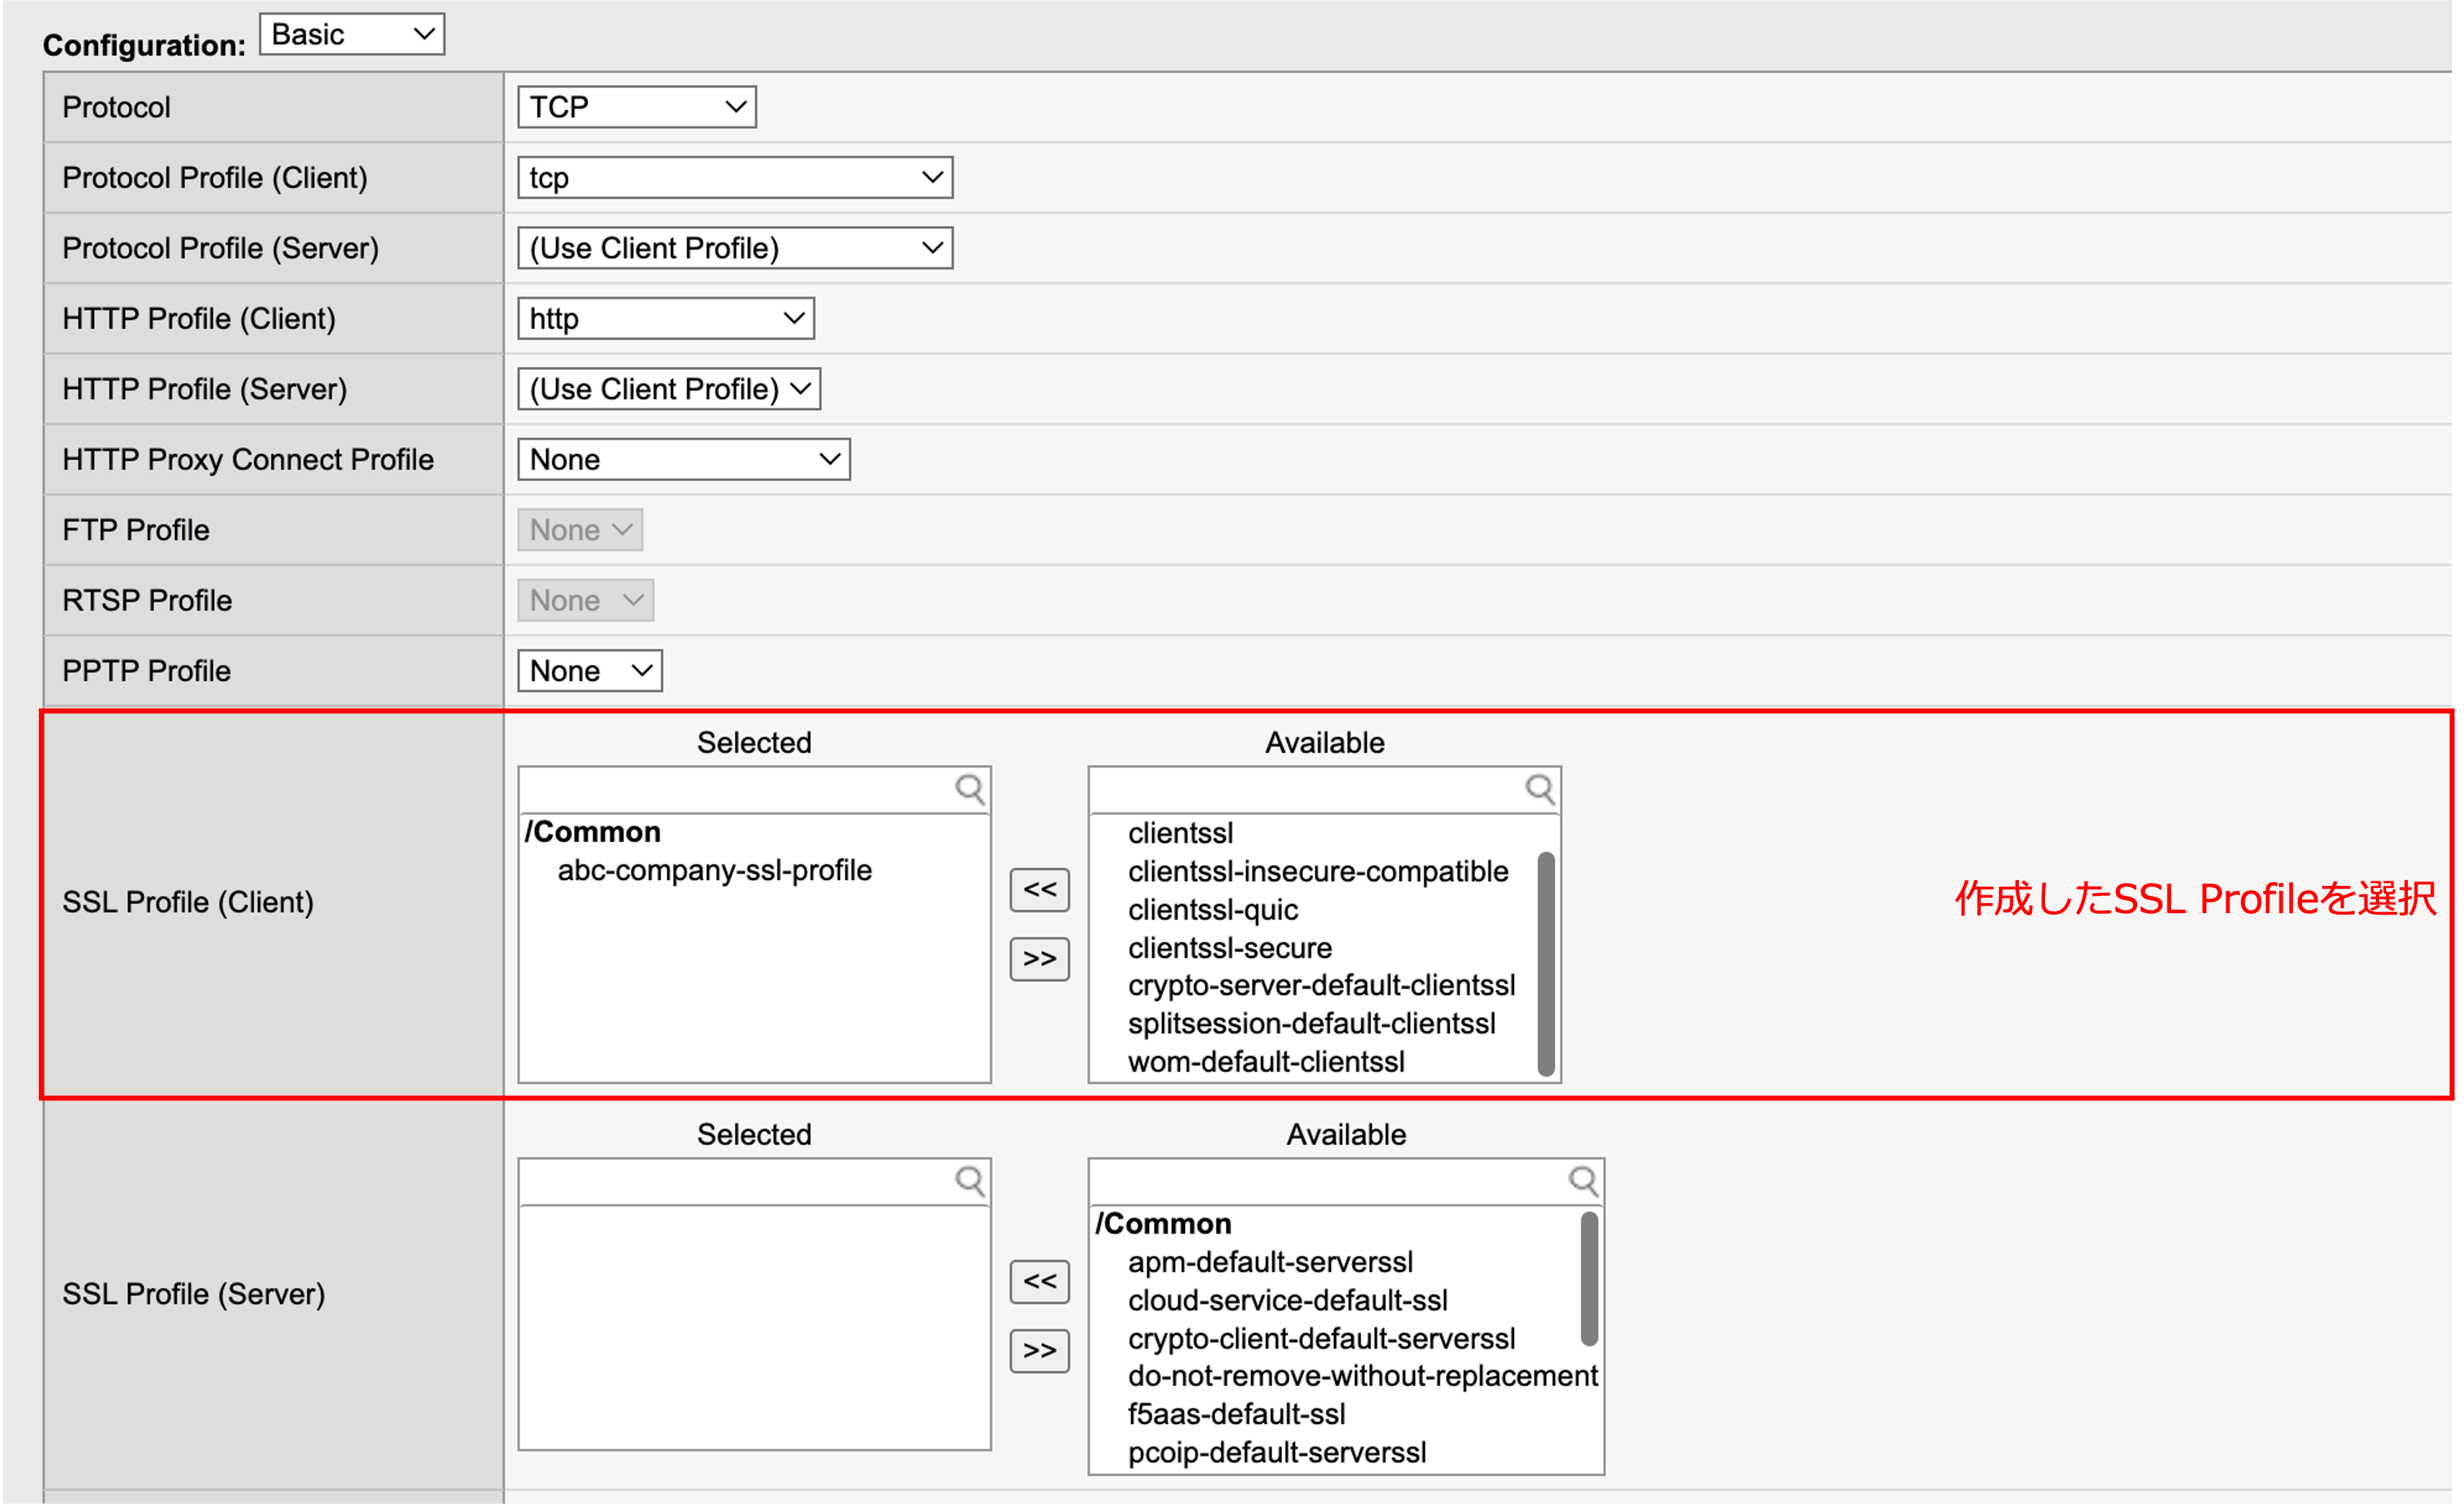 Configuration: Basic
Protocol TCP
Protocol Profile (Client) tcp
Protocol Profile (Server) (Use Client Profile)
HTTP Profile (Client) http
HTTP Profile (Server) (Use Client Profile)
HTTP Proxy Connect Profile None
FTP Profile None
RTSP Profile None
PPTP Profile None
SSL Profile (Client)
Selected
/Common
abc-company-ssl-profile
<<
>>
Available
clientssl
clientssl-insecure-compatible
clientssl-quic
clientssl-secure
crypto-server-default-clientssl
splitsession-default-clientssl
wom-default-clientssl
作成したSSL Profileを選択
SSL Profile (Server)
Selected
<<
>>
Available
/Common
apm-default-serverssl
cloud-service-default-ssl
crypto-client-default-serverssl
do-not-remove-without-replacement
f5aas-default-ssl
pcoip-default-serverssl